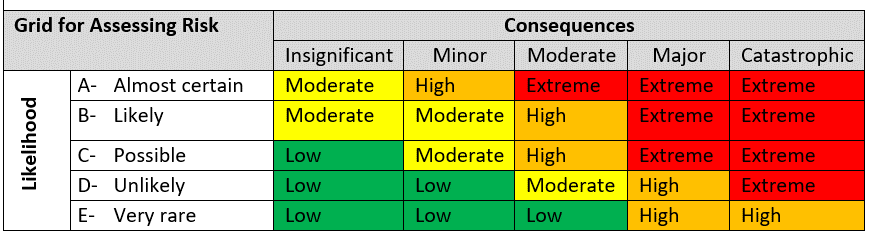 Grid for Assessing Risk Consequences
Insignificant Minor Moderate Major Catastrophic
Likelihood
A- Almost certain Moderate High Extreme Extreme Extreme
B- Likely Moderate Moderate High Extreme Extreme
C- Possible Low Moderate High Extreme Extreme
D- Unlikely Low Low Moderate High Extreme
E- Very rare Low Low Low High High